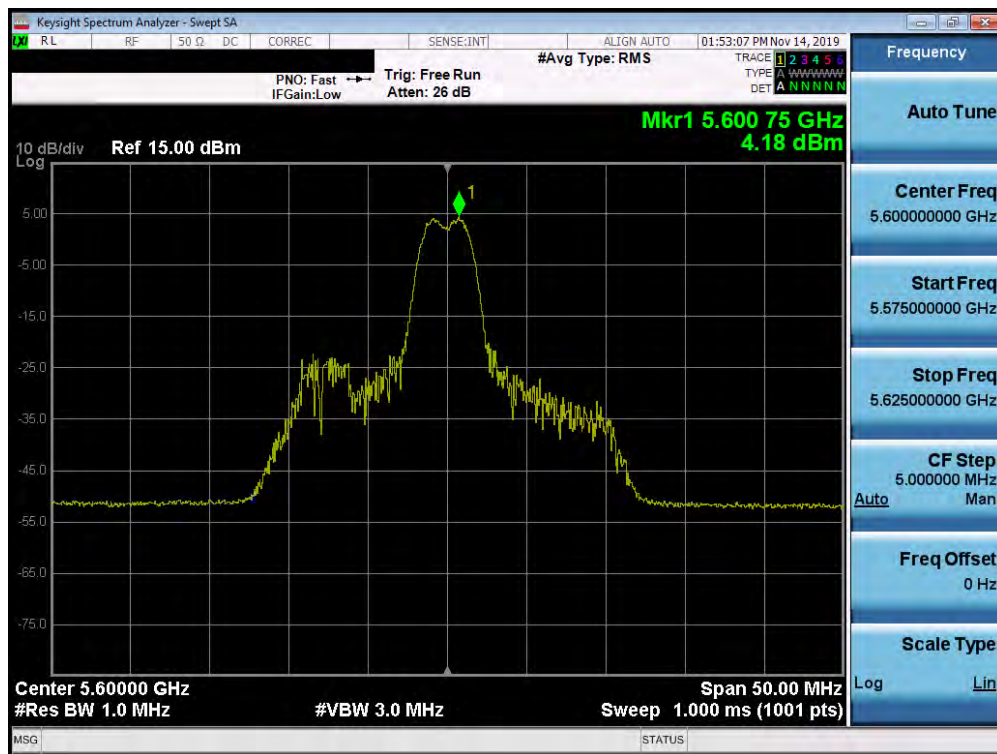 Keysight Spectrum Analyzer - Swept SA
LXI RL RF 50 Ω DC CORREC SENSE:INT ALIGN AUTO 01:53:07 PM Nov 14, 2019
PNO: Fast Trig: Free Run #Avg Type: RMS TRACE 1 2 3 4 5 6
IFGain:Low Atten: 26 dB TYPE A WWWWW
DET A N N N N N
Mkr1 5.600 75 GHz
4.18 dBm
10 dB/div Ref 15.00 dBm
Log
1
5.00
-5.00
-15.0
-25.0
-35.0
-45.0
-55.0
-65.0
-75.0
Center 5.60000 GHz Span 50.00 MHz
#Res BW 1.0 MHz #VBW 3.0 MHz Sweep 1.000 ms (1001 pts)
MSG STATUS
Frequency
Auto Tune
Center Freq
5.600000000 GHz
Start Freq
5.575000000 GHz
Stop Freq
5.625000000 GHz
CF Step
5.000000 MHz
Auto Man
Freq Offset
0 Hz
Scale Type
Log Lin